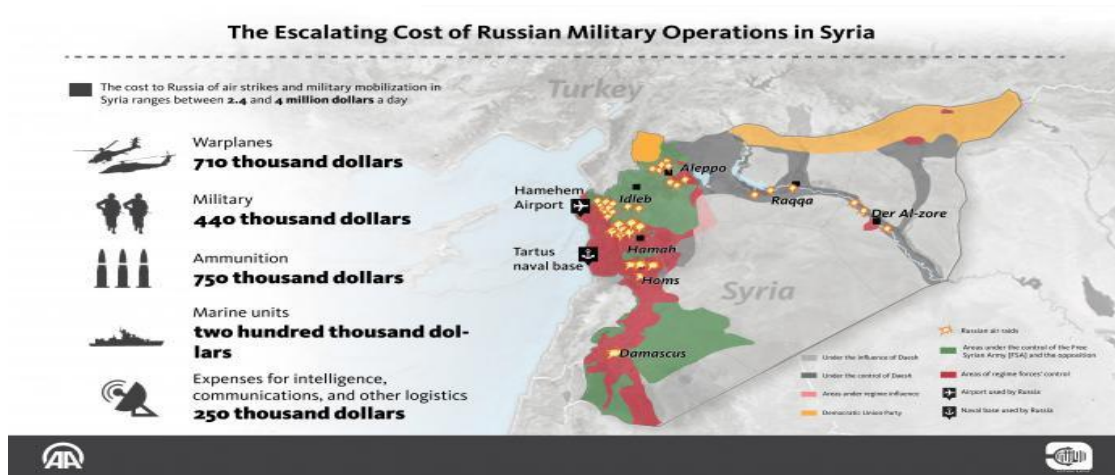 The Escalating Cost of Russian Military Operations in Syria
The cost to Russia of air strikes and military mobilization in
Syria ranges between 2.4 and 4 million dollars a day
Warplanes
710 thousand dollars
Military
440 thousand dollars
Ammunition
750 thousand dollars
Marine units
two hundred thousand dol-
lars
Expenses for intelligence,
communications, and other logistics
250 thousand dollars
Turkey
Aleppo
Idleb
Hamehem
Airport
Raqqa
Der Al-zore
Tartus
naval base
Hamah
Homs
Syria
Damascus
Under the influence of Daesh
Under the control of Daesh
Areas under regime influence
Democratic Union Party
Russian air raids
Areas under the control of the Free
Syrian Army [FSA] and the opposition
Areas of regime forces' control
Airport used by Russia
Naval base used by Russia
AA